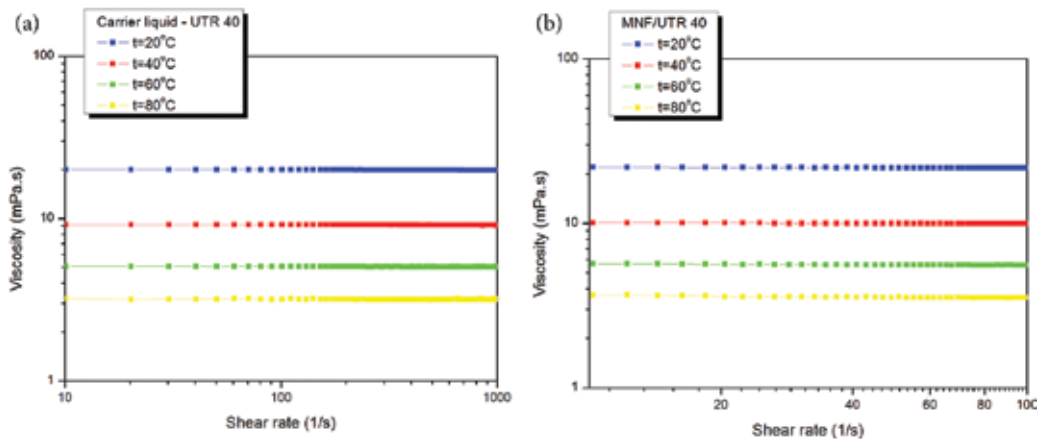 (a)
Carrier liquid - UTR 40
t=20°C
t=40°C
t=60°C
t=80°C
100
10
1
Viscosity (mPa.s)
10
100
1000
Shear rate (1/s)
(b)
MNF/UTR 40
t=20°C
t=40°C
t=60°C
t=80°C
100
10
1
Viscosity (mPa.s)
20
40
60
80
100
Shear rate (1/s)